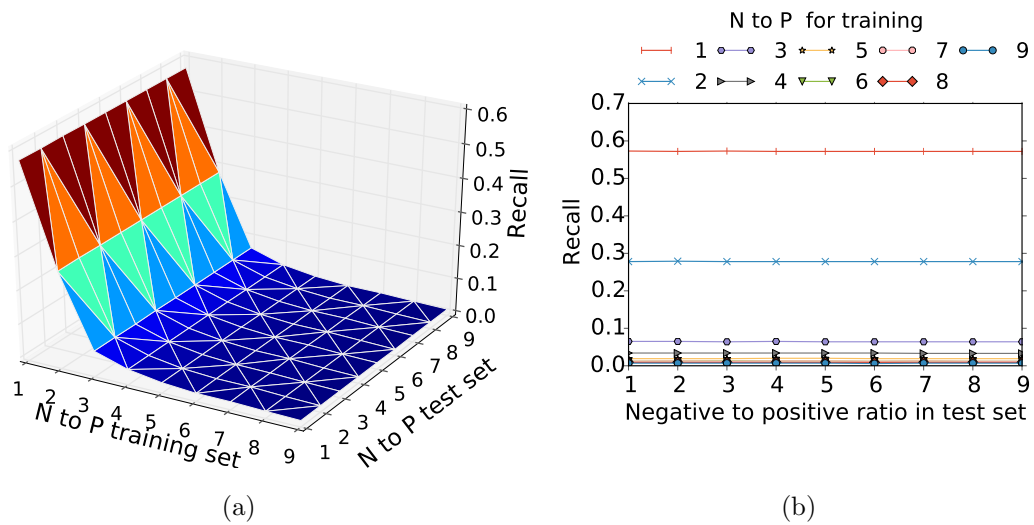 N to P for training
1 3 5 7 9
2 4 6 8
0.6
0.5
0.4
0.3
0.2
0.1
0.0
Recall
1 2 3 4 5 6 7 8 9
N to P training set
1 2 3 4 5 6 7 8 9
N to P test set
0.7
0.6
0.5
0.4
0.3
0.2
0.1
0.0
Recall
1 2 3 4 5 6 7 8 9
Negative to positive ratio in test set
(a) (b)